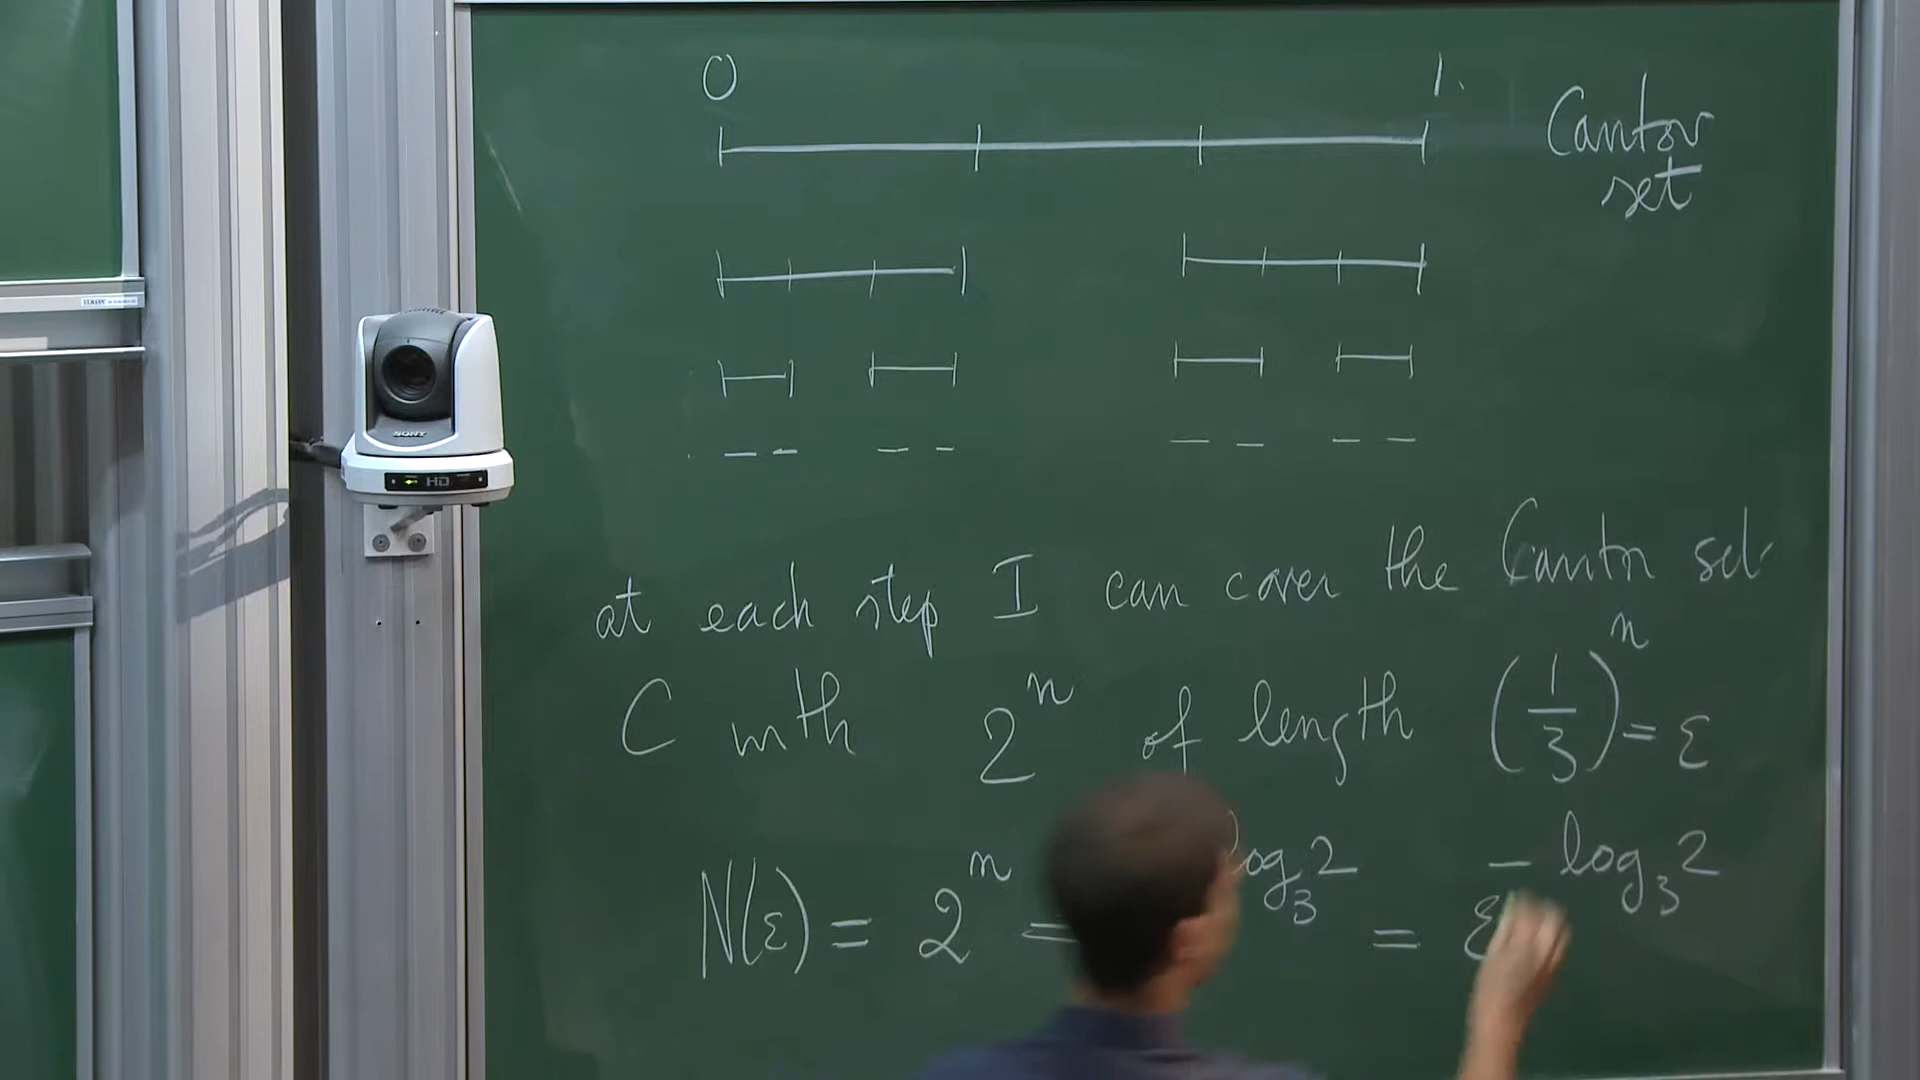 0 1.
Cantor
set
at each step I can cover the Cantor set
C with 2^n of length (1/3)^n = ε
N(ε) = 2^n = log_3 2 = ε^{-log_3 2}
SONY
HD